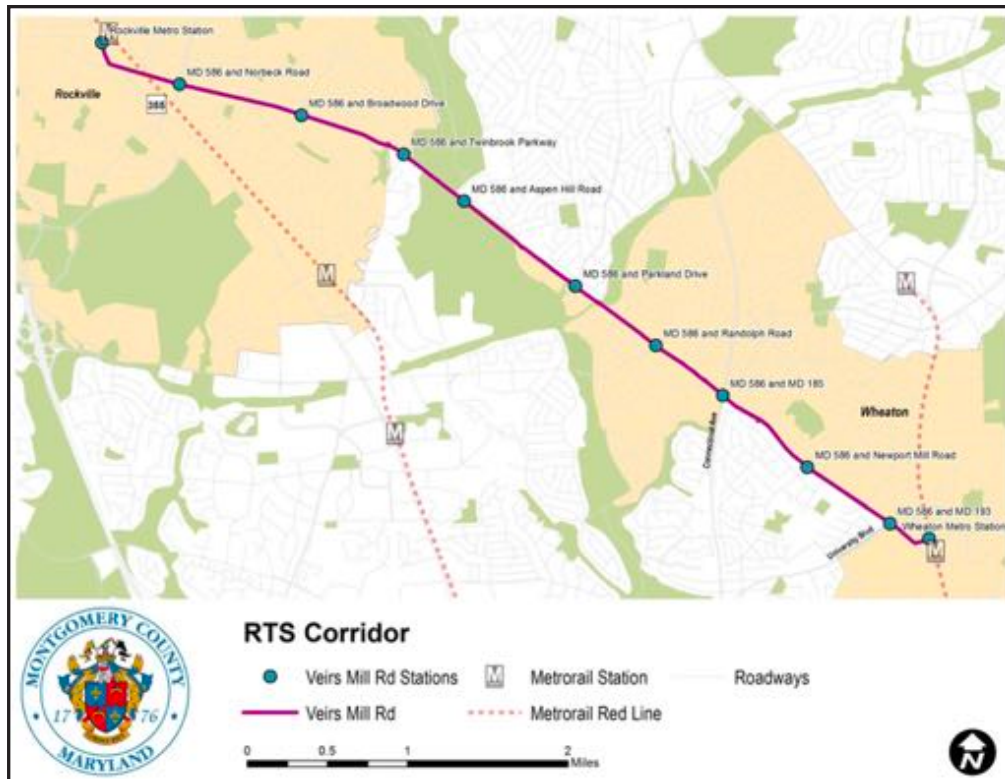 Rockville Metro Station
M
MD 586 and Norbeck Road
Rockville
355
MD 586 and Broadwood Drive
MD 586 and Twinbrook Parkway
MD 586 and Aspen Hill Road
M
MD 586 and Parkland Drive
M
MD 586 and Randolph Road
MD 586 and MD 185
Wheaton
Connecticut Ave
M
MD 586 and Newport Mill Road
MD 586 and MD 193
University Blvd
Wheaton Metro Station
M
MONTGOMERY COUNTY
17 76
MARYLAND
RTS Corridor
Veirs Mill Rd Stations
M Metrorail Station
Roadways
Veirs Mill Rd
Metrorail Red Line
0 0.5 1 2
Miles
N